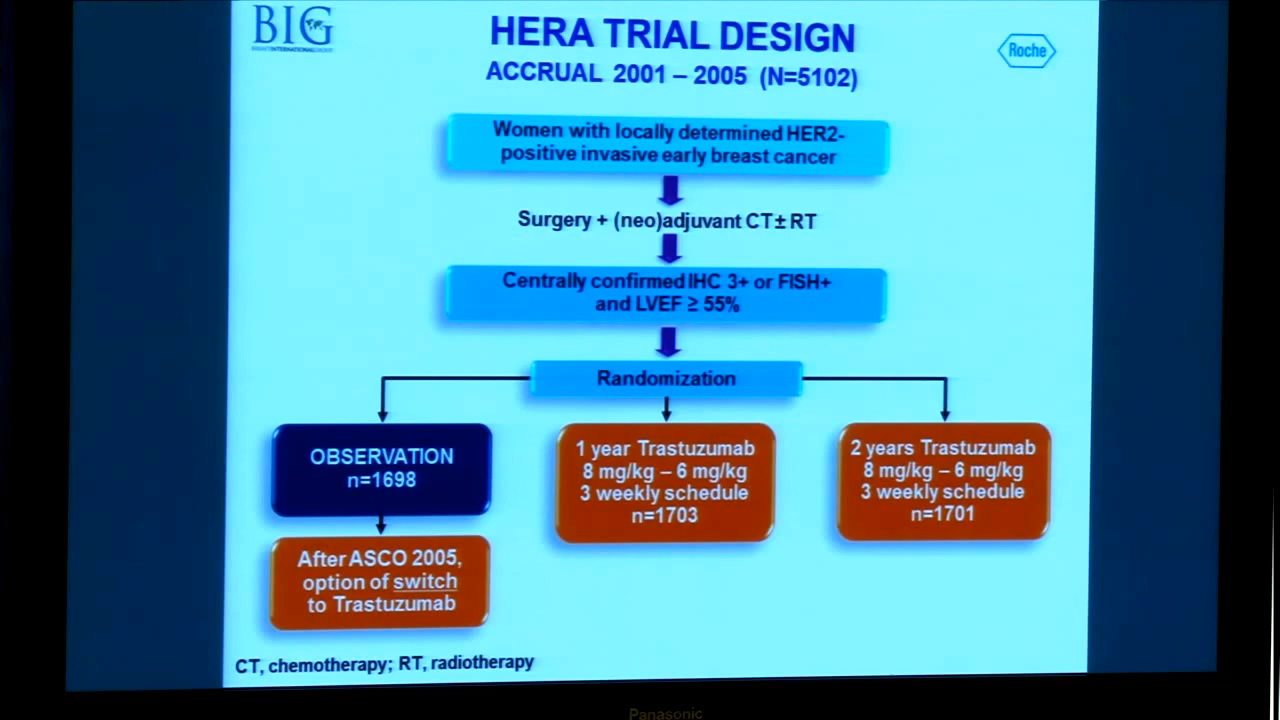 BIG
HERA TRIAL DESIGN
Roche
ACCRUAL 2001 – 2005 (N=5102)
Women with locally determined HER2-
positive invasive early breast cancer
Surgery + (neo)adjuvant CT± RT
Centrally confirmed IHC 3+ or FISH+
and LVEF ≥ 55%
Randomization
OBSERVATION
n=1698
1 year Trastuzumab
8 mg/kg – 6 mg/kg
3 weekly schedule
n=1703
2 years Trastuzumab
8 mg/kg – 6 mg/kg
3 weekly schedule
n=1701
After ASCO 2005,
option of switch
to Trastuzumab
CT, chemotherapy; RT, radiotherapy
Panasonic